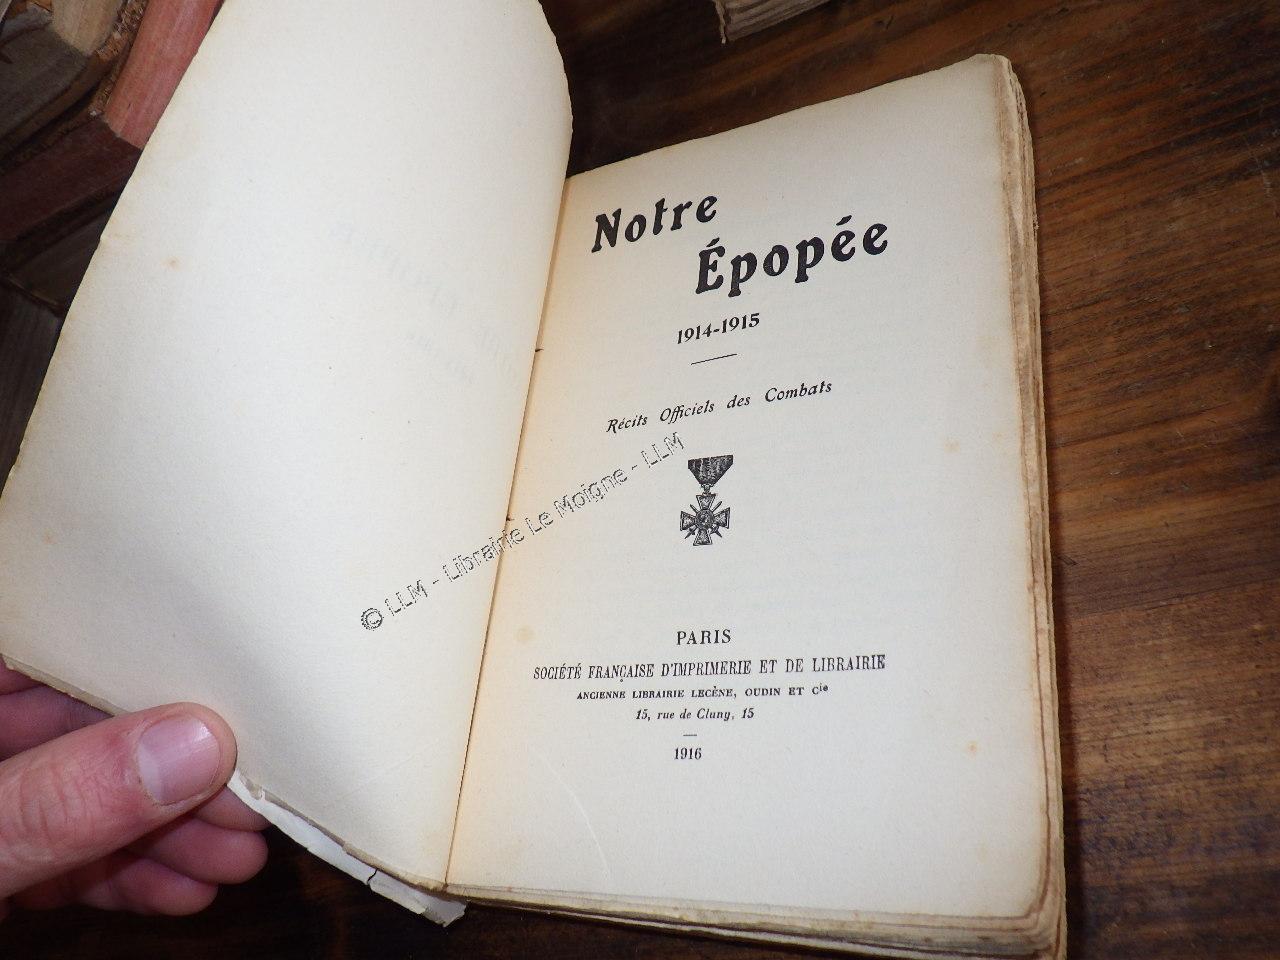 Notre
Épopée
1914-1915
Récits Officiels des Combats
© LLM - Librairie Le Moigne - LLM
PARIS
SOCIÉTÉ FRANÇAISE D'IMPRIMERIE ET DE LIBRAIRIE
ANCIENNE LIBRAIRIE LECÈNE, OUDIN ET Cie
15, rue de Cluny, 15
1916